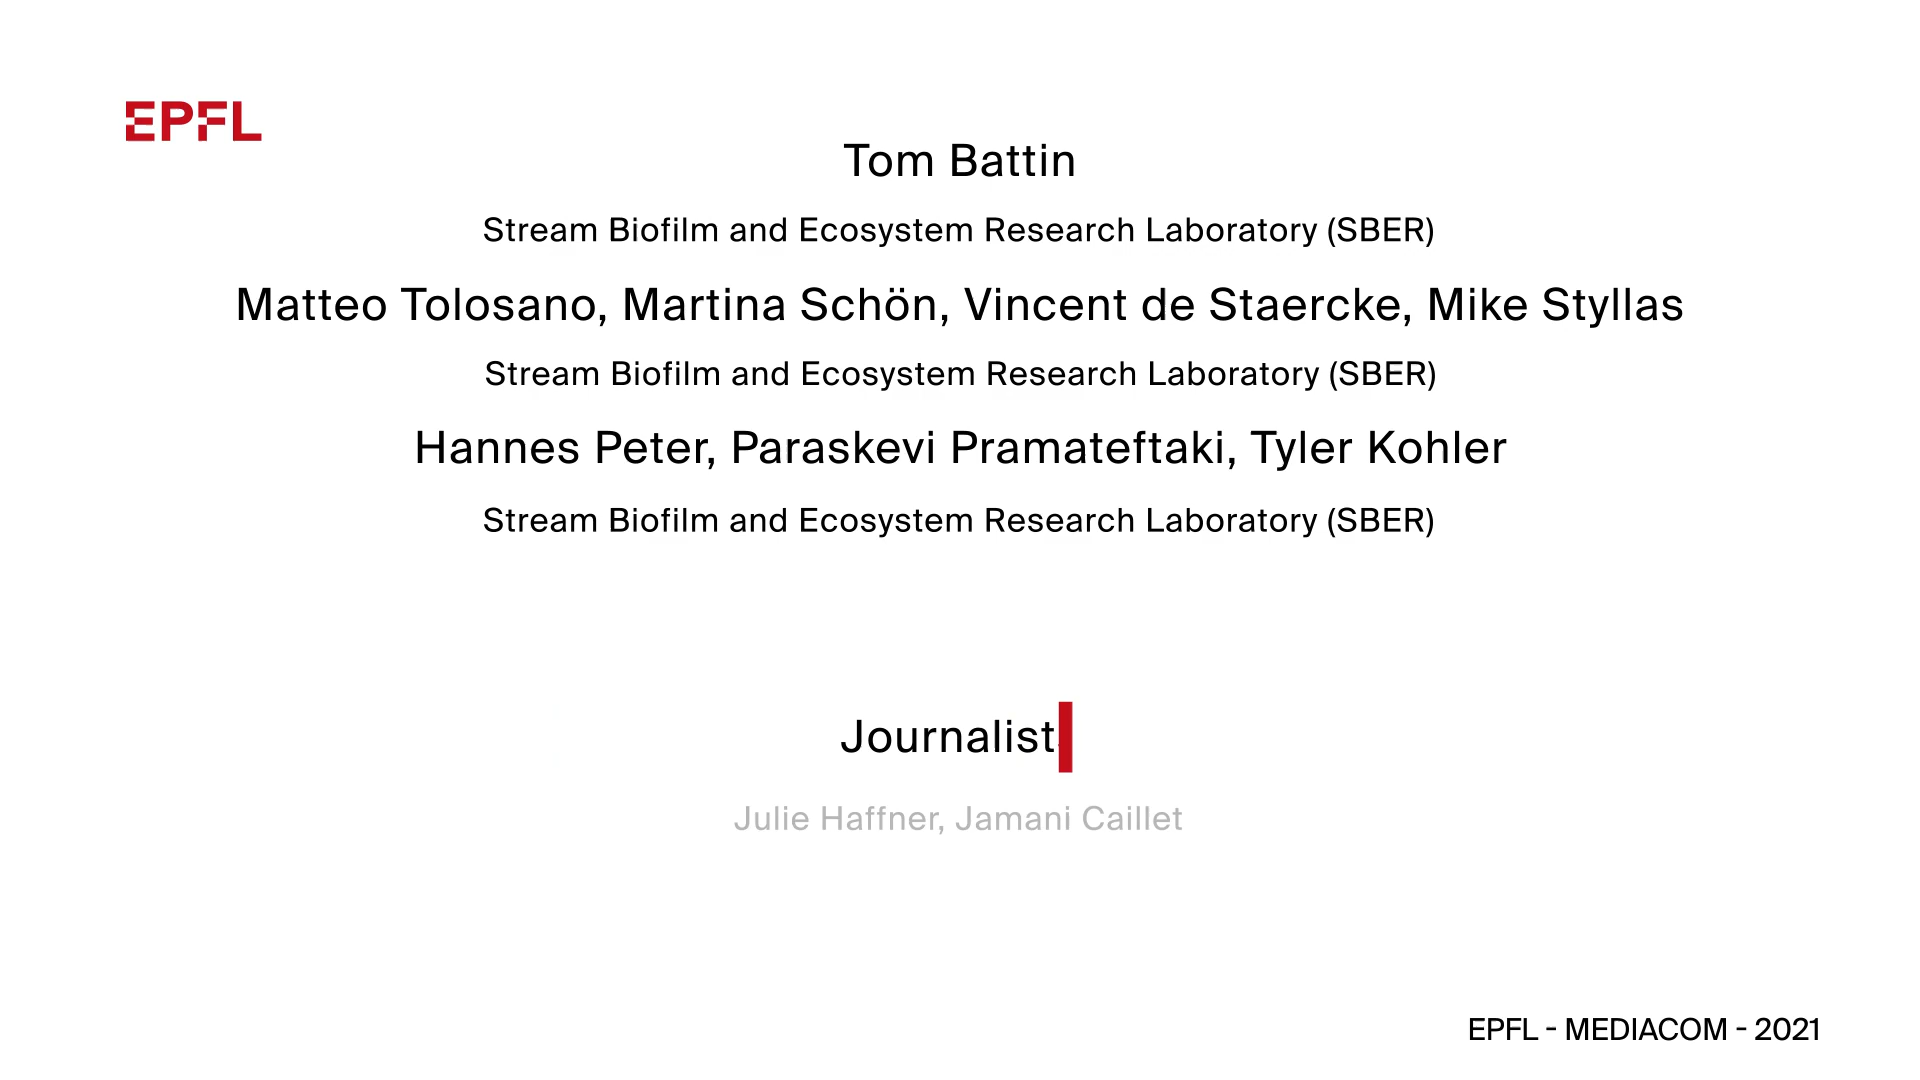 EPFL
Tom Battin
Stream Biofilm and Ecosystem Research Laboratory (SBER)
Matteo Tolosano, Martina Schön, Vincent de Staercke, Mike Styllas
Stream Biofilm and Ecosystem Research Laboratory (SBER)
Hannes Peter, Paraskevi Pramateftaki, Tyler Kohler
Stream Biofilm and Ecosystem Research Laboratory (SBER)
Journalist
Julie Haffner, Jamani Caillet
EPFL - MEDIACOM - 2021